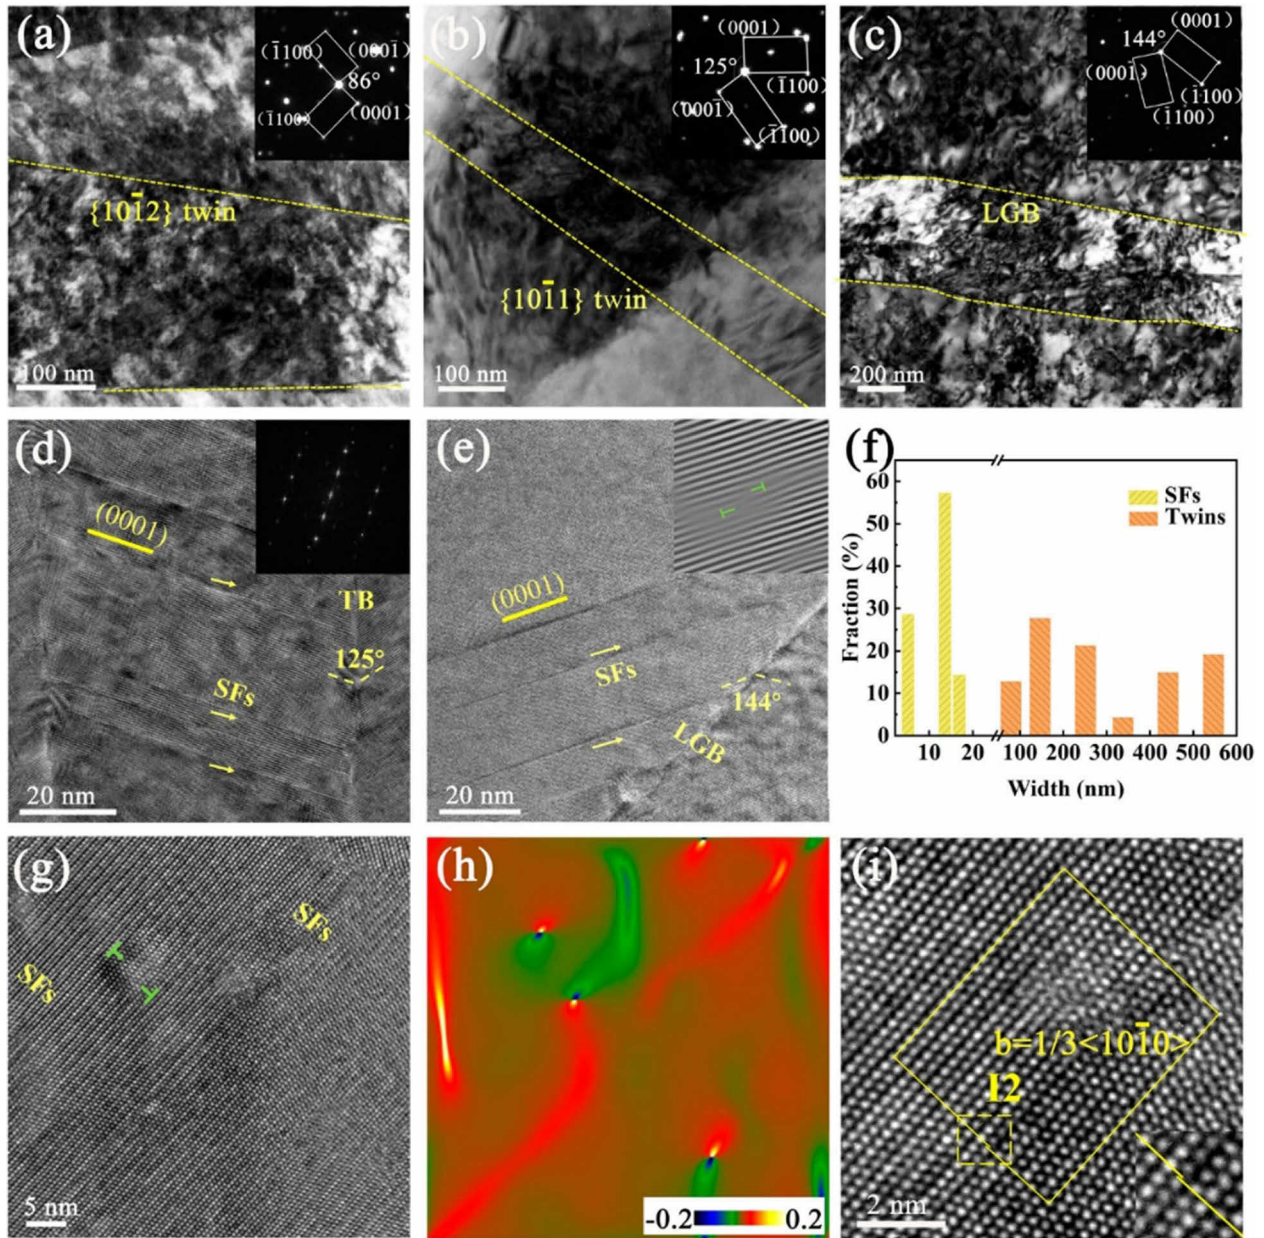 (a)
(1̄100)
(0001̄)
86°
(1̄100)
(0001)
{101̄2} twin
100 nm
(b)
(0001)
125°
(1̄100)
(0001̄)
(1̄100)
{101̄1} twin
100 nm
(c)
(0001)
144°
(0001̄)
(1̄100)
(1̄100)
LGB
200 nm
(d)
(0001)
TB
125°
SFs
20 nm
(e)
(0001)
SFs
144°
LGB
20 nm
(f)
SFs
Twins
Fraction (%)
60
50
40
30
20
10
0
10 20 100 200 300 400 500 600
Width (nm)
(g)
SFs
SFs
5 nm
(h)
-0.2 0.2
(i)
b=1/3<101̄0>
I2
2 nm